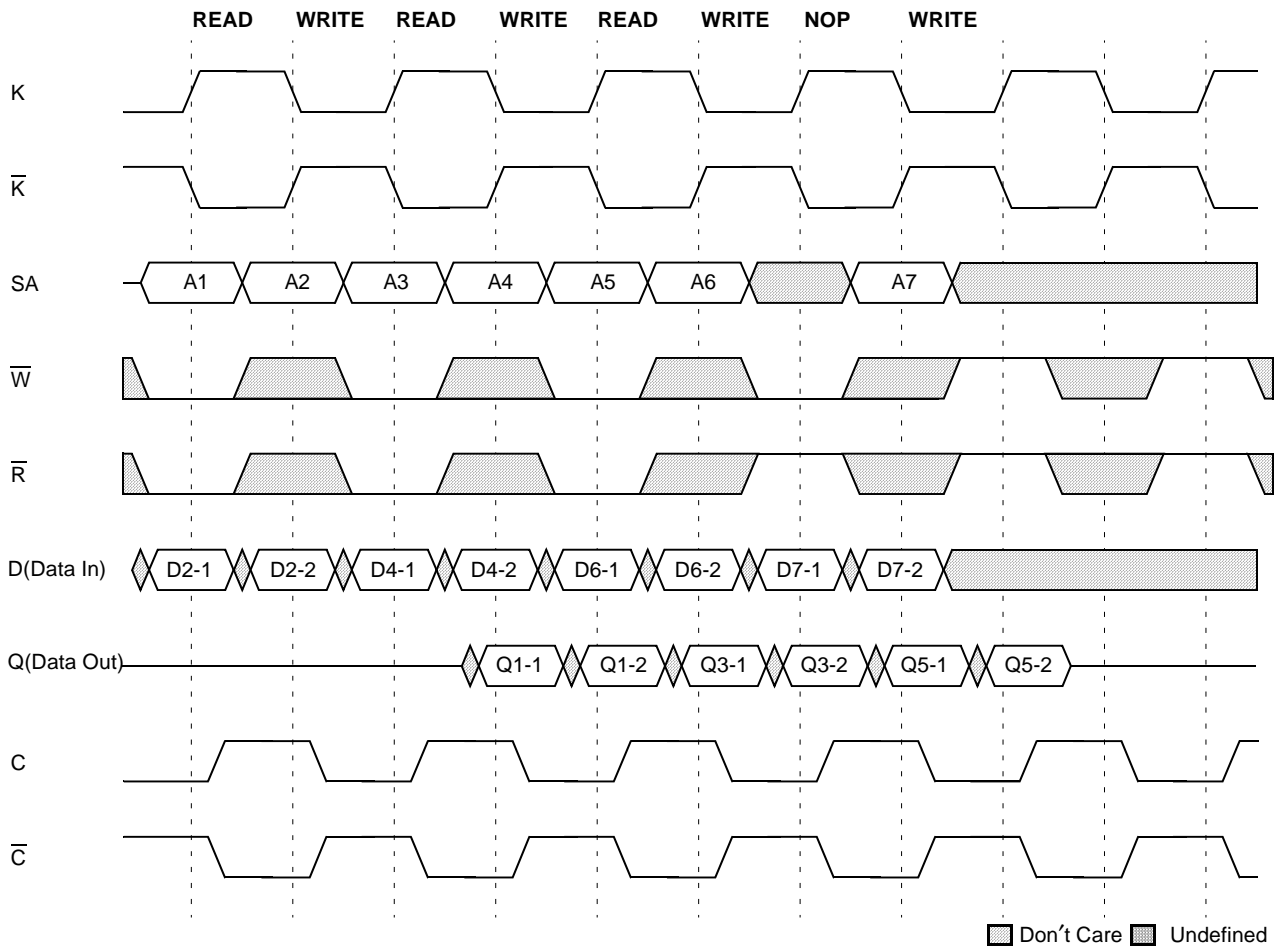 READ WRITE READ WRITE READ WRITE NOP WRITE
K
K̅
SA A1 A2 A3 A4 A5 A6 A7
W̅
R̅
D(Data In) D2-1 D2-2 D4-1 D4-2 D6-1 D6-2 D7-1 D7-2
Q(Data Out) Q1-1 Q1-2 Q3-1 Q3-2 Q5-1 Q5-2
C
C̅
Don′t Care Undefined